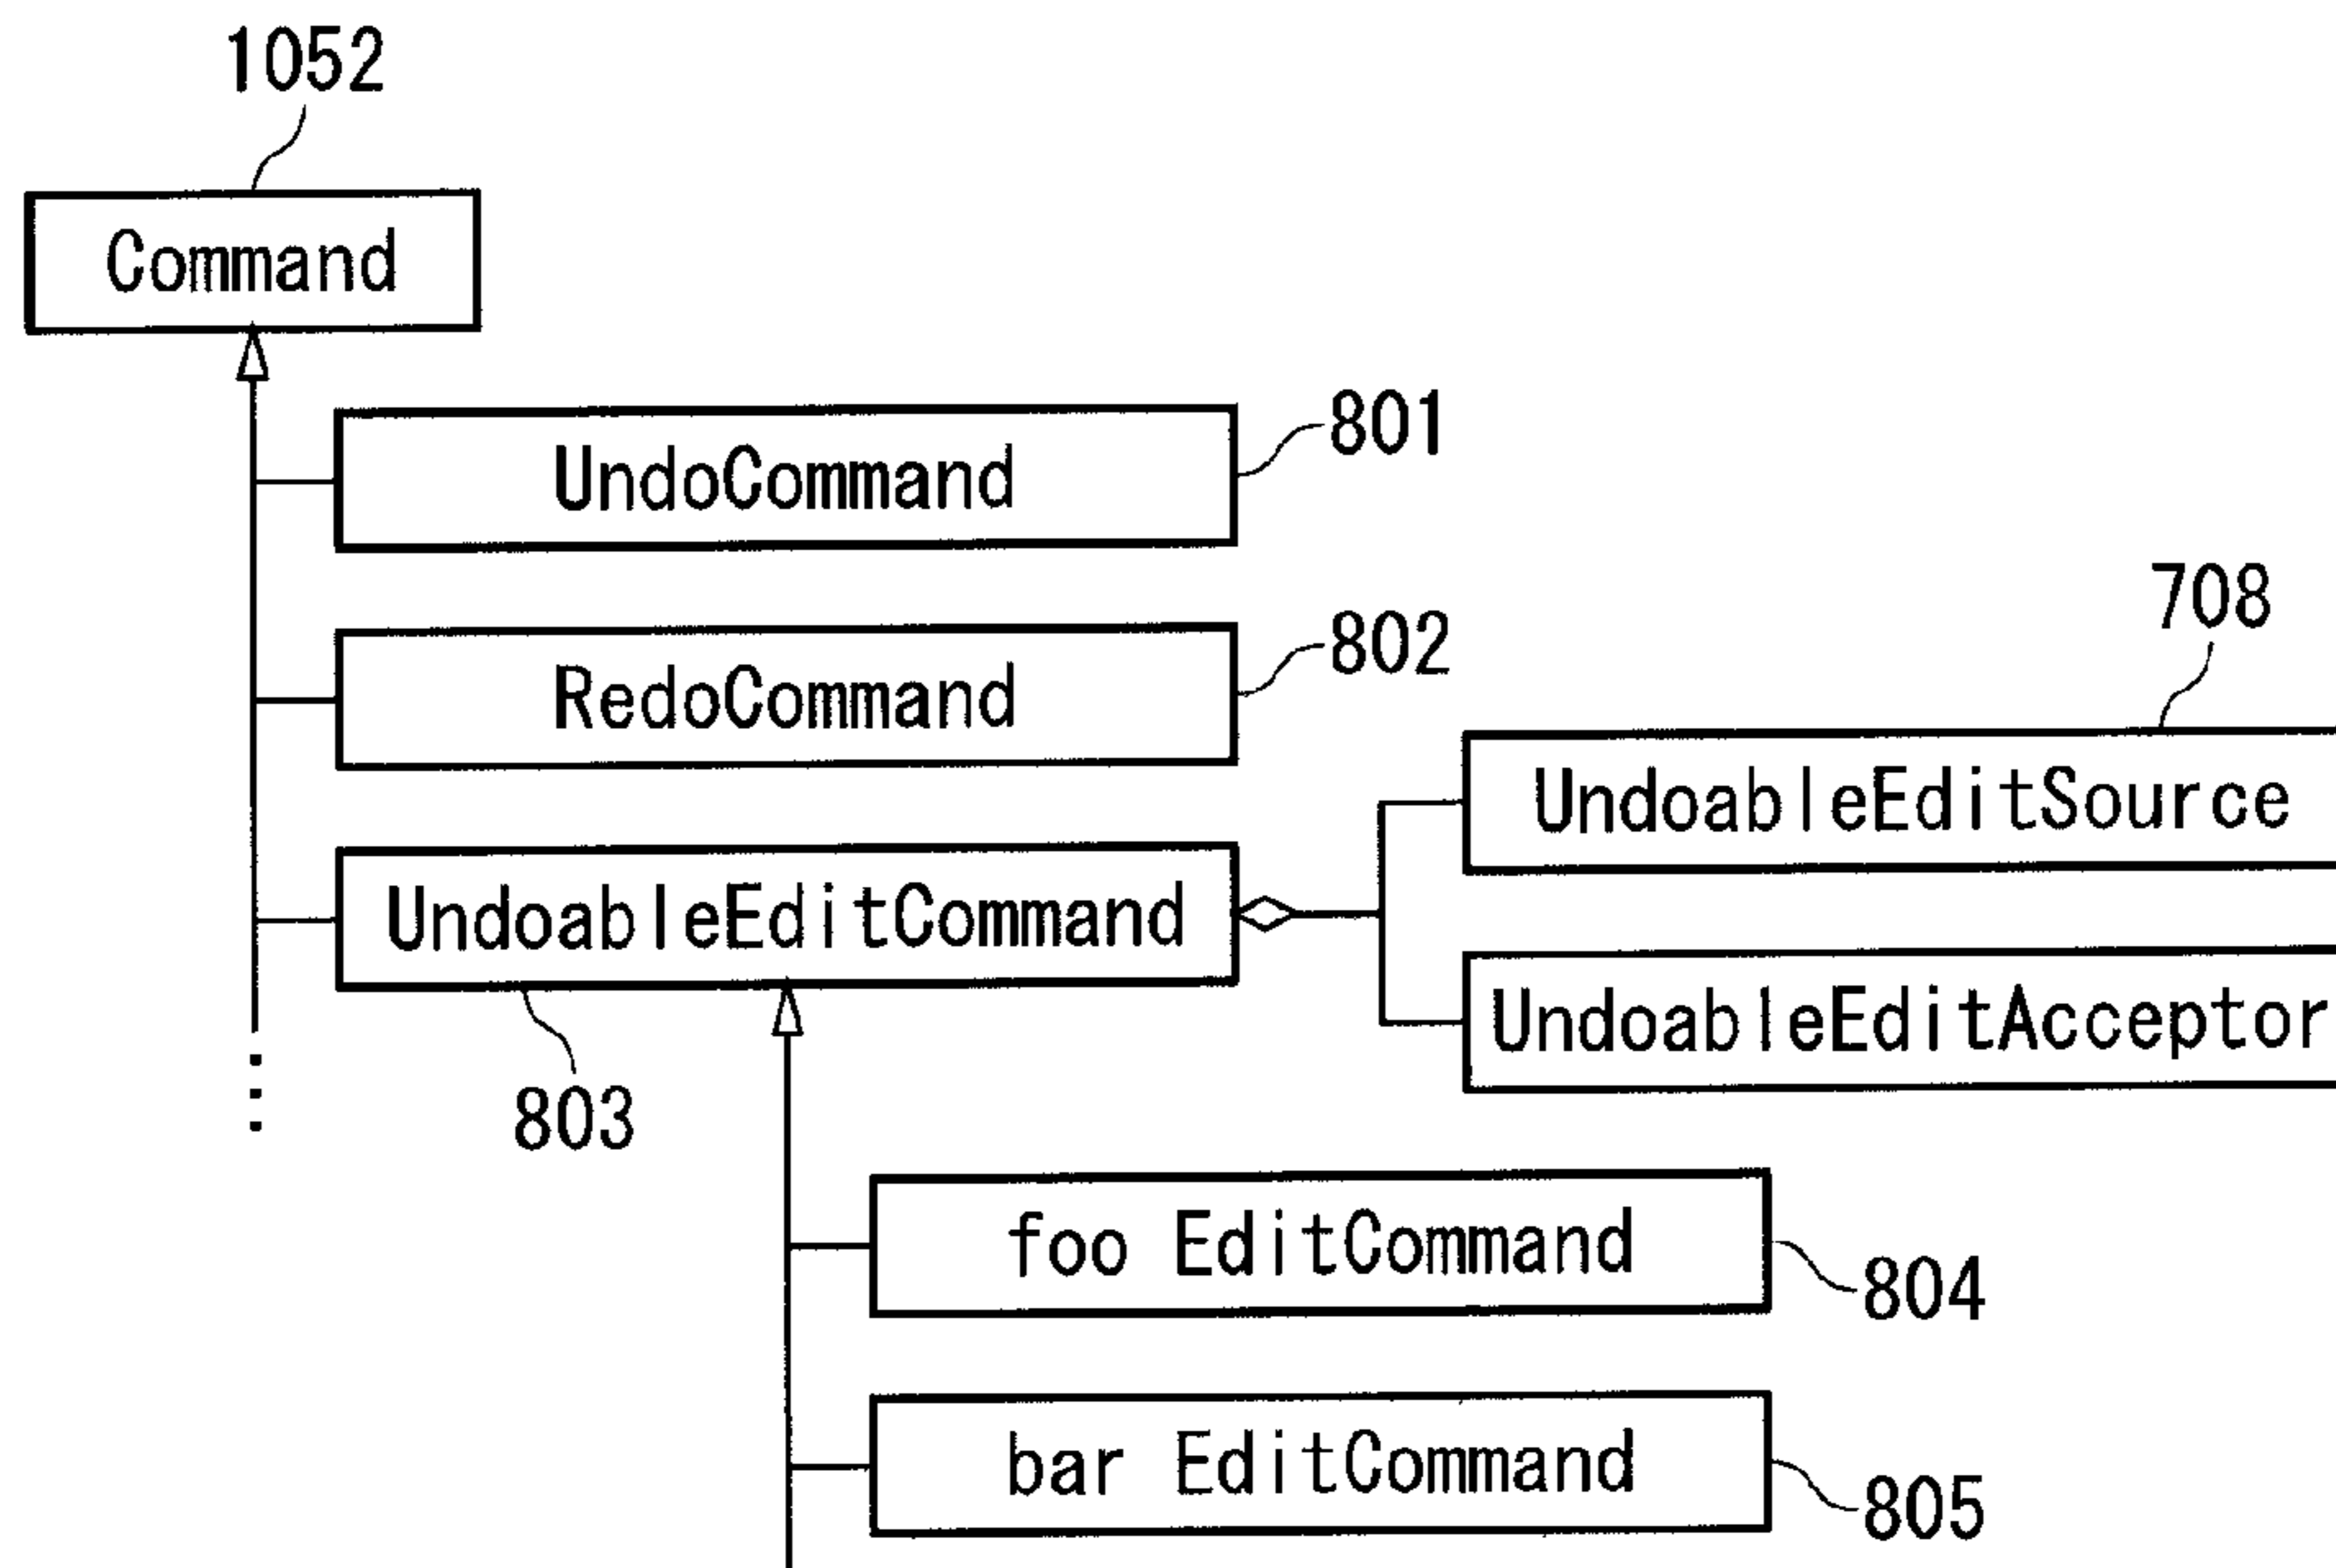 1052
Command
UndoCommand
801
RedoCommand
802
708
UndoableEditSource
UndoableEditCommand
UndoableEditAcceptor
803
foo EditCommand
804
bar EditCommand
805